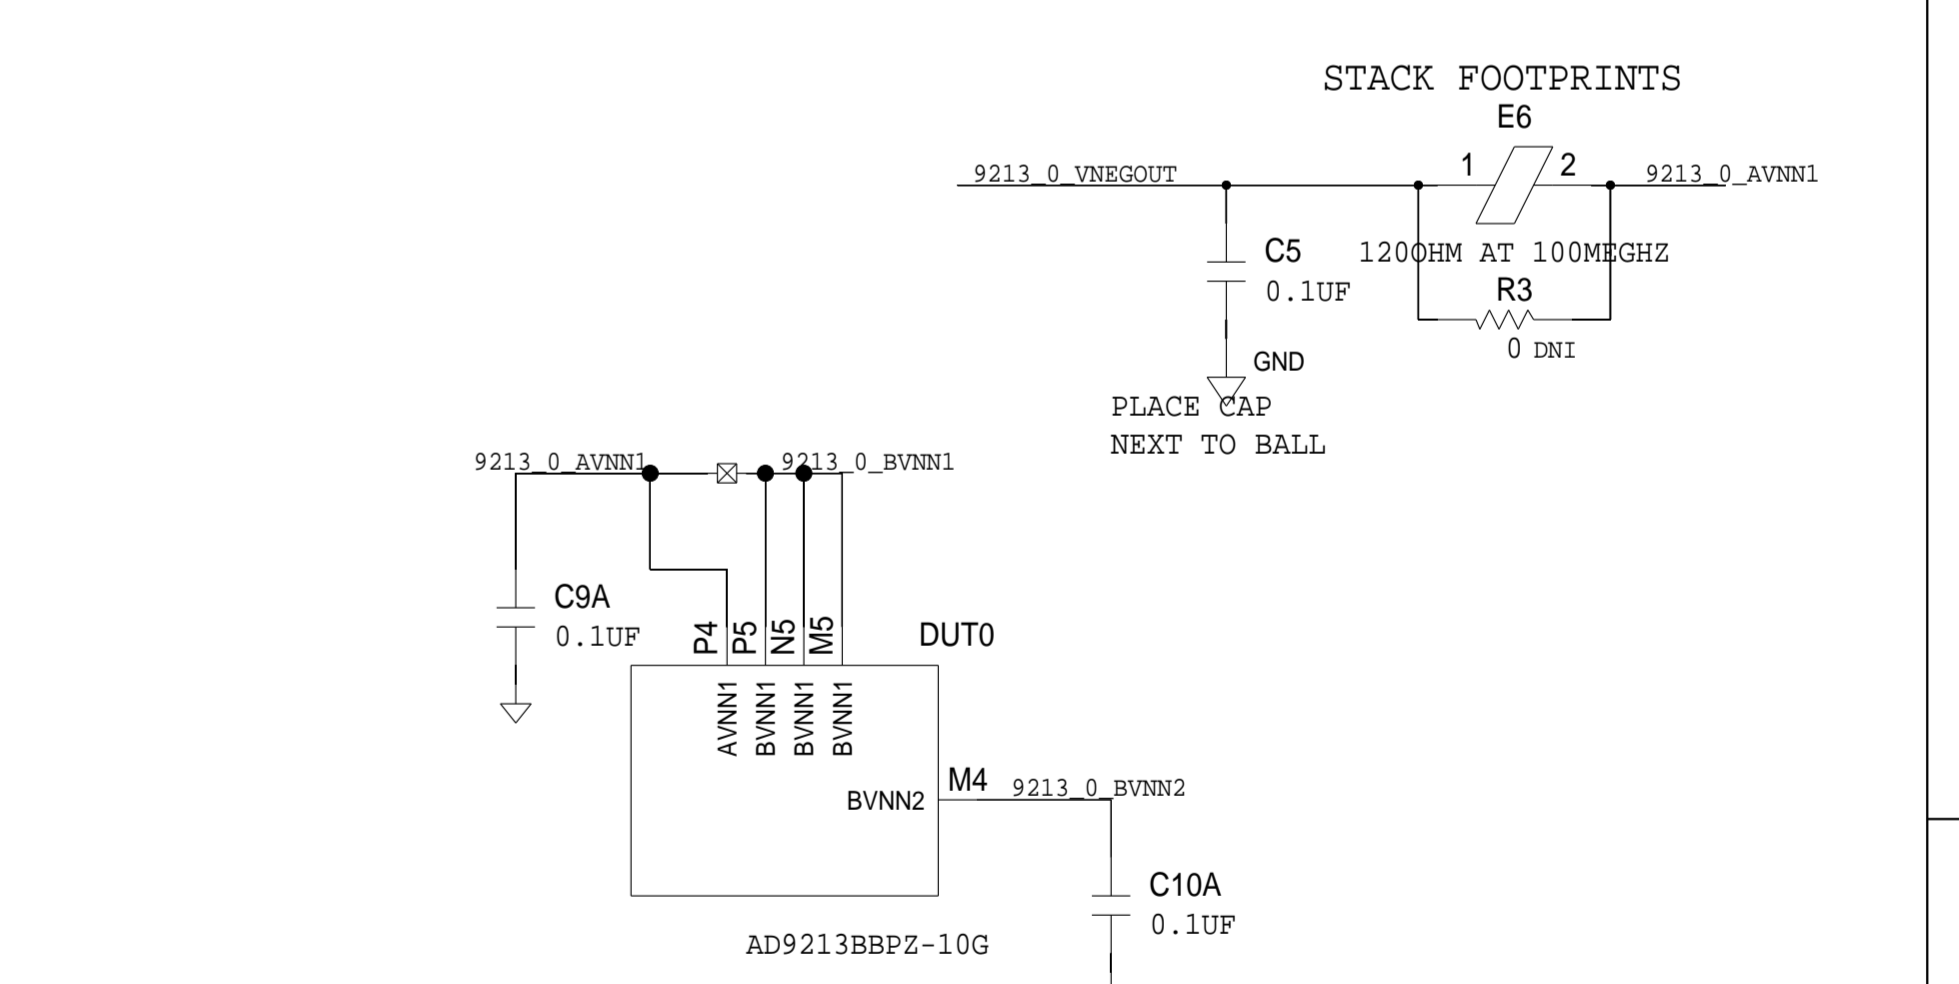 STACK FOOTPRINTS
E6
1
2
9213_0_VNEGOUT
9213_0_AVNN1
C5
0.1UF
120OHM AT 100MEGHZ
R3
0 DNI
GND
PLACE CAP
NEXT TO BALL
9213_0_AVNN1
9213_0_BVNN1
C9A
0.1UF
P4
P5
N5
M5
DUT0
AVNN1
BVNN1
BVNN1
BVNN1
BVNN2
M4
9213_0_BVNN2
C10A
0.1UF
AD9213BBPZ-10G